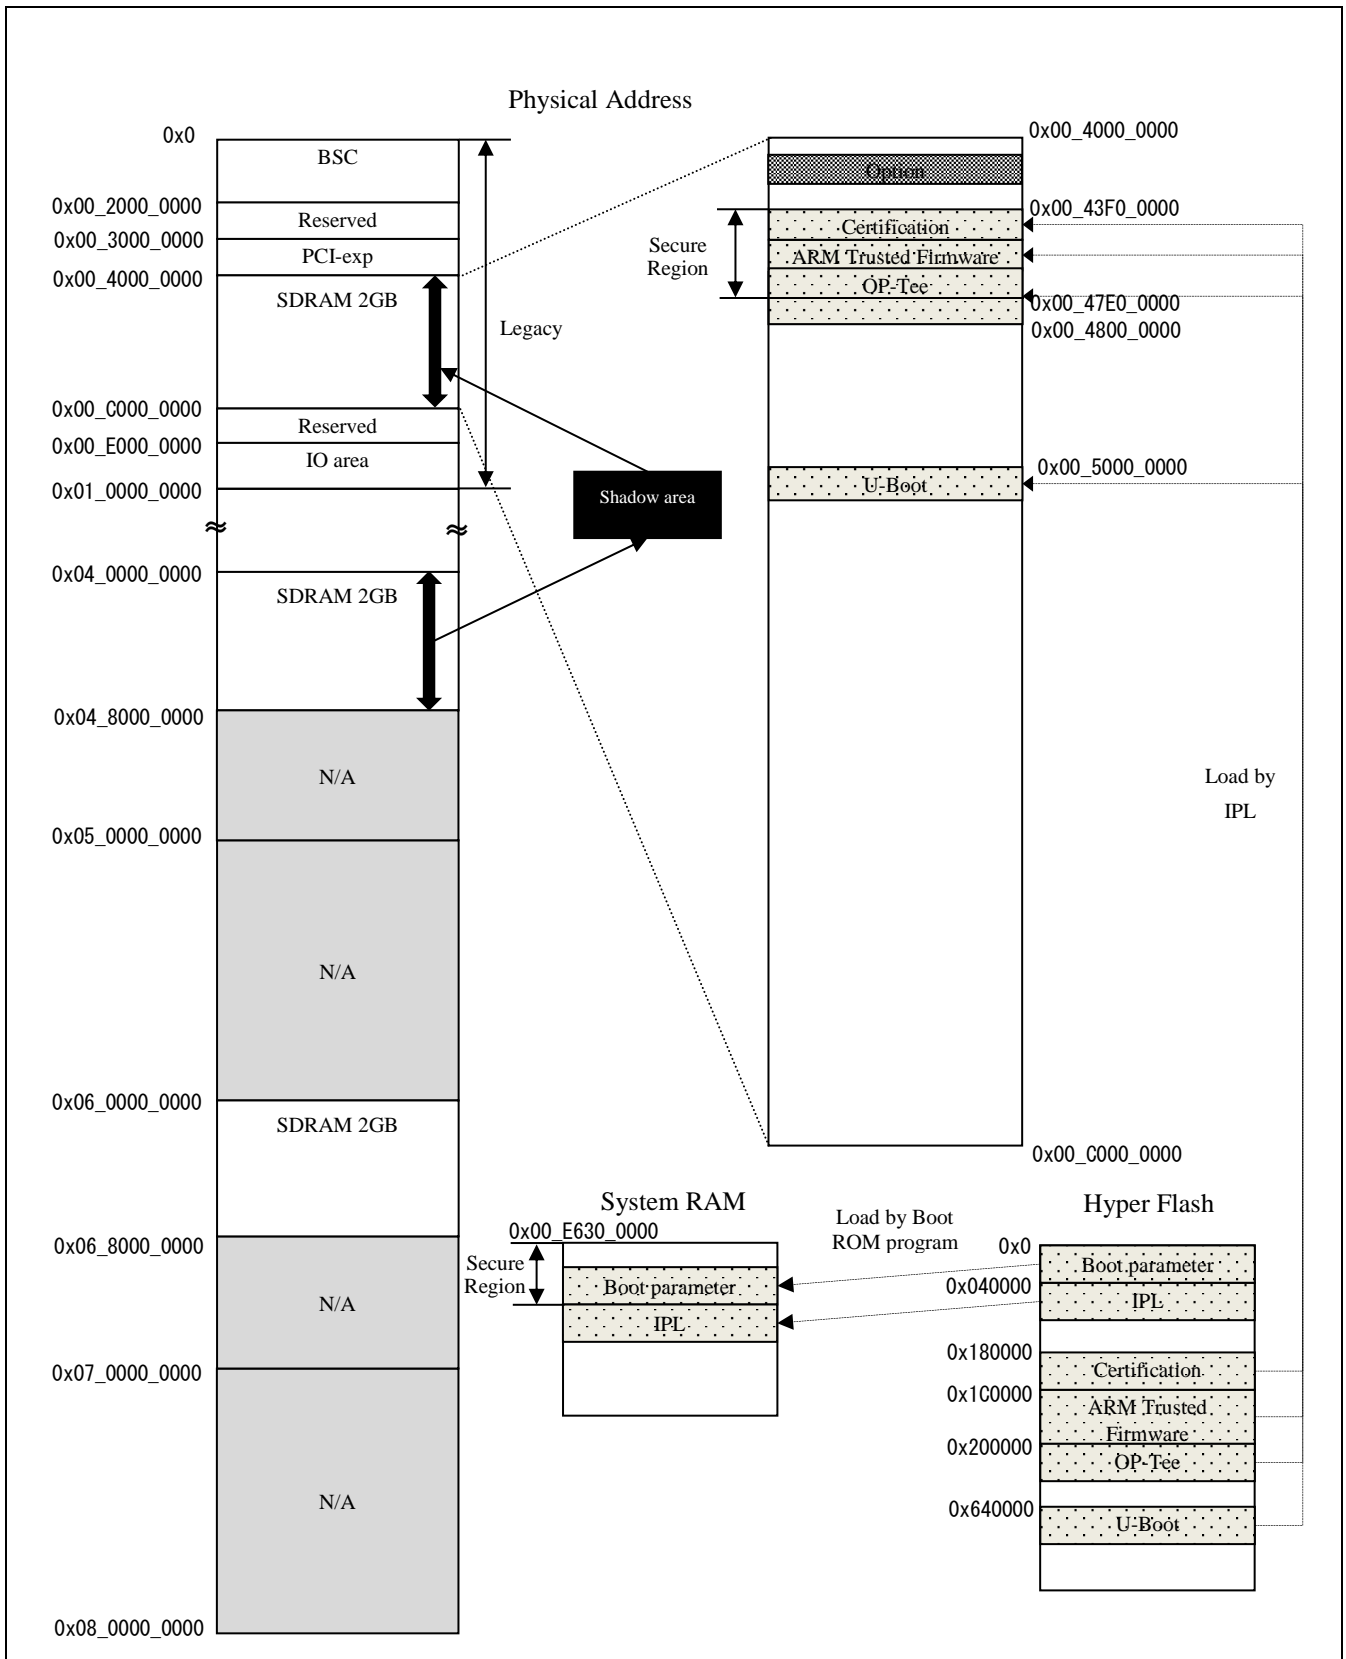 Physical Address
0x0
BSC
0x00_2000_0000
Reserved
0x00_3000_0000
PCI-exp
0x00_4000_0000
SDRAM 2GB
Legacy
0x00_C000_0000
Reserved
0x00_E000_0000
IO area
0x01_0000_0000
≈
≈
0x04_0000_0000
SDRAM 2GB
Shadow area
0x04_8000_0000
N/A
0x05_0000_0000
N/A
0x06_0000_0000
SDRAM 2GB
0x06_8000_0000
N/A
0x07_0000_0000
N/A
0x08_0000_0000
0x00_4000_0000
Option
0x00_43F0_0000
Secure
Region
Certification
ARM Trusted Firmware
OP-Tee
0x00_47E0_0000
0x00_4800_0000
0x00_5000_0000
U-Boot
Load by
IPL
0x00_C000_0000
System RAM
0x00_E630_0000
Secure
Region
Boot parameter
IPL
Load by Boot
ROM program
Hyper Flash
0x0
Boot parameter
0x040000
IPL
0x180000
Certification
0x1C0000
ARM Trusted
Firmware
0x200000
OP-Tee
0x640000
U-Boot